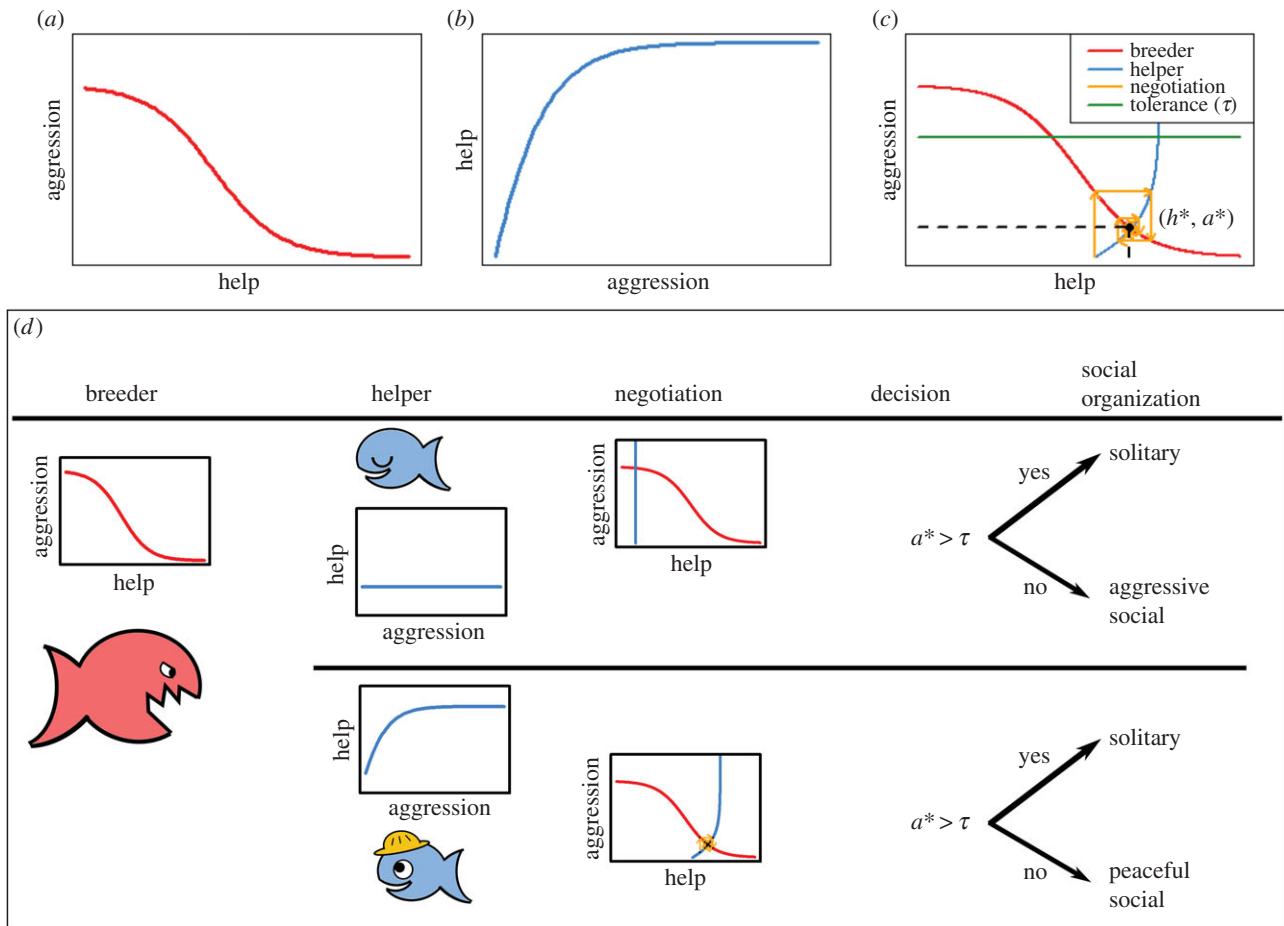 (a)
aggression
help
(b)
help
aggression
(c)
aggression
help
breeder
helper
negotiation
tolerance (τ)
(h*, a*)
(d)
breeder
helper
negotiation
decision
social
organization
aggression
help
help
aggression
aggression
help
a* > τ
yes
no
solitary
aggressive
social
help
aggression
aggression
help
a* > τ
yes
no
solitary
peaceful
social